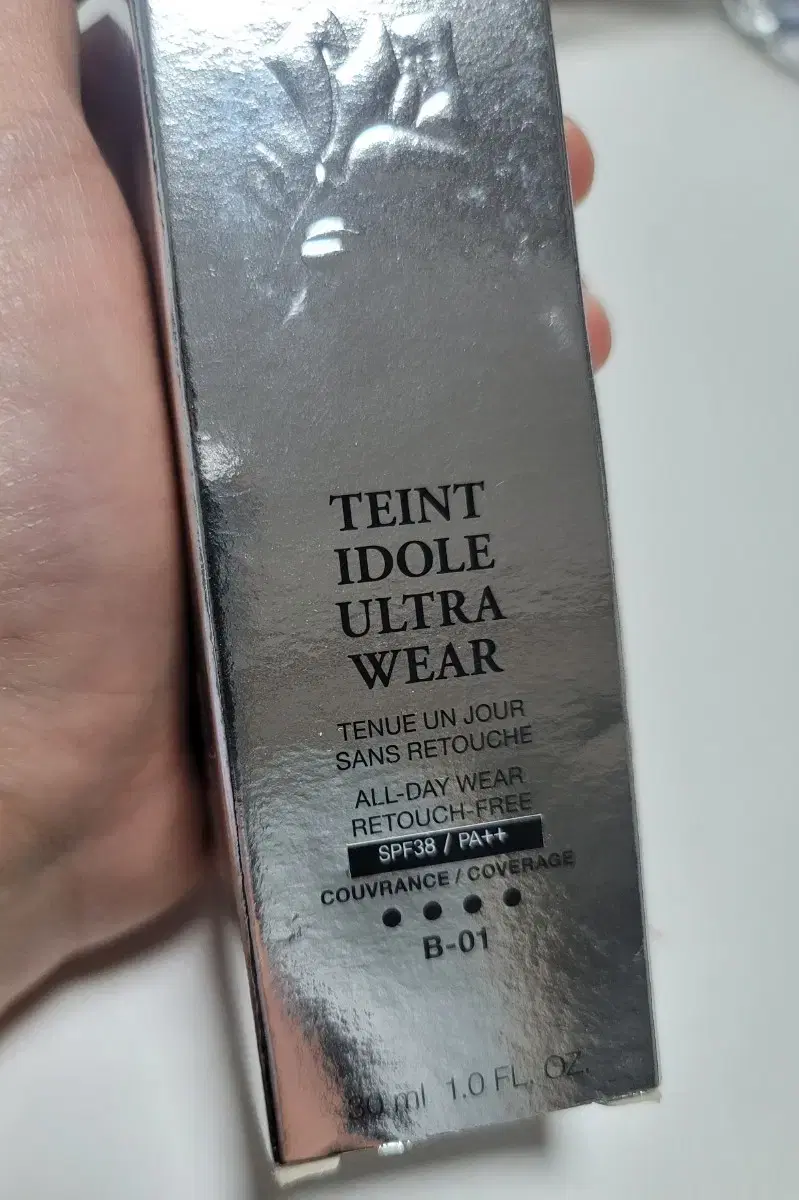 TEINT
IDOLE
ULTRA
WEAR
TENUE UN JOUR
SANS RETOUCHE
ALL-DAY WEAR
RETOUCH-FREE
SPF38 / PA++
COUVRANCE / COVERAGE
B-01
30 ml 1.0 FL. OZ.